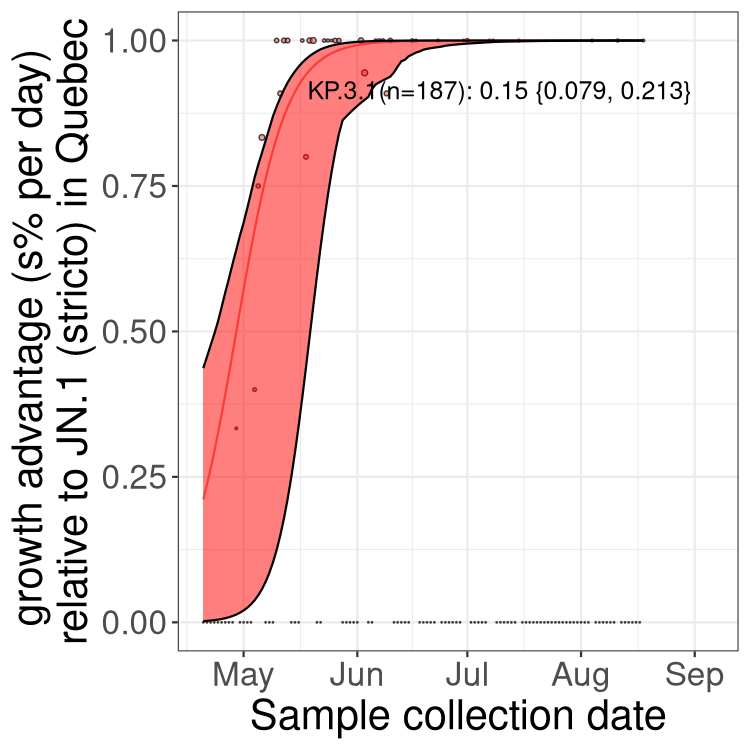 growth advantage (s% per day)
relative to JN.1 (stricto) in Quebec
1.00
0.75
0.50
0.25
0.00
KP.3.1(n=187): 0.15 {0.079, 0.213}
May Jun Jul Aug Sep
Sample collection date